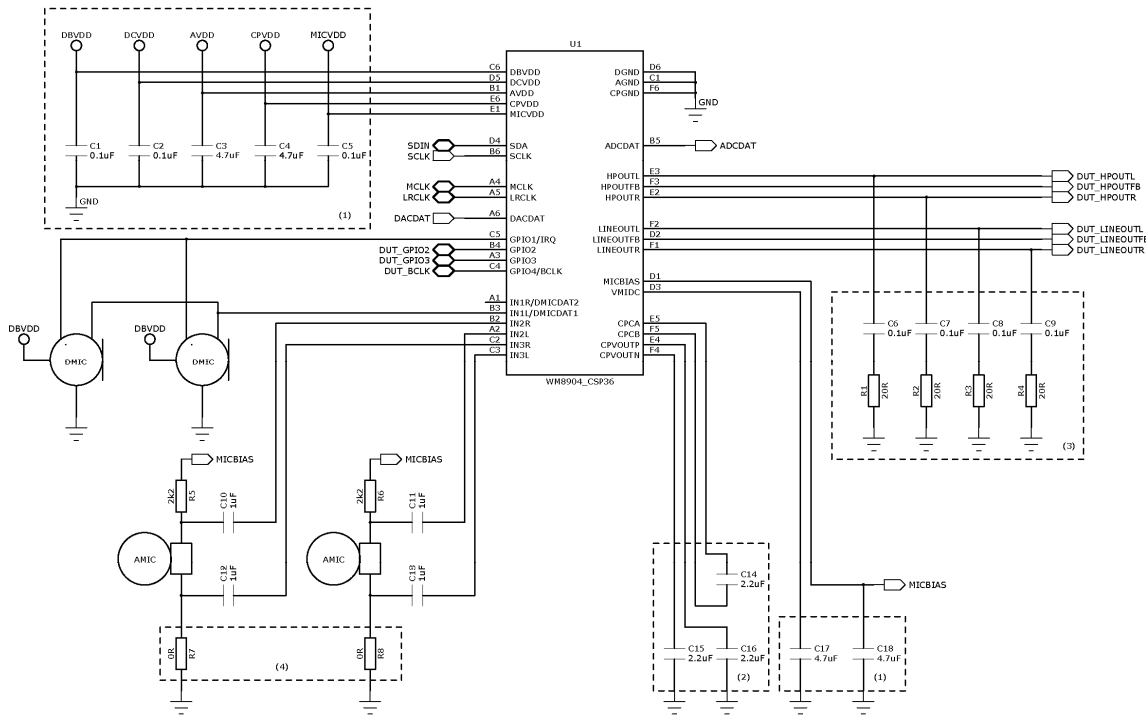 DBVDD DCVDD AVDD CPVDD MICVDD
C1 0.1uF
C2 0.1uF
C3 4.7uF
C4 4.7uF
C5 0.1uF
GND
(1)
U1
C6 DBVDD
D5 DCVDD
B1 AVDD
E6 CPVDD
E1 MICVDD
SDIN D4 SDA
SCLK B6 SCLK
MCLK A4 MCLK
LRCLK A5 LRCLK
DACDAT A6 DACDAT
C5 GPIO1/IRQ
DUT_GPIO2 B4 GPIO2
DUT_GPIO3 A3 GPIO3
DUT_BCLK C4 GPIO4/BCLK
A1 IN1R/DMICDAT2
B3 IN1L/DMICDAT1
B2 IN2R
A2 IN2L
C2 IN3R
C3 IN3L
WM8904_CSP36
DGND D6
AGND C1
CPGND F6
GND
ADCDAT B5 ADCDAT
HPOUTL E3 DUT_HPOUTL
HPOUTFB F3 DUT_HPOUTFB
HPOUTR E2 DUT_HPOUTR
LINEOUTL F2 DUT_LINEOUTL
LINEOUTFB D2 DUT_LINEOUTFB
LINEOUTR F1 DUT_LINEOUTR
MICBIAS D1
VMIDC D3
CPCA E5
CPCB F5
CPVOUTP E4
CPVOUTN F4
C6 0.1uF
C7 0.1uF
C8 0.1uF
C9 0.1uF
R1 20R
R2 20R
R3 20R
R4 20R
(3)
DBVDD
DMIC
DBVDD
DMIC
MICBIAS
2k2 R5
C10 1uF
AMIC
C12 1uF
0R R7
MICBIAS
2k2 R6
C11 1uF
AMIC
C13 1uF
0R R8
(4)
C14 2.2uF
C15 2.2uF
C16 2.2uF
(2)
MICBIAS
C17 4.7uF
C18 4.7uF
(1)